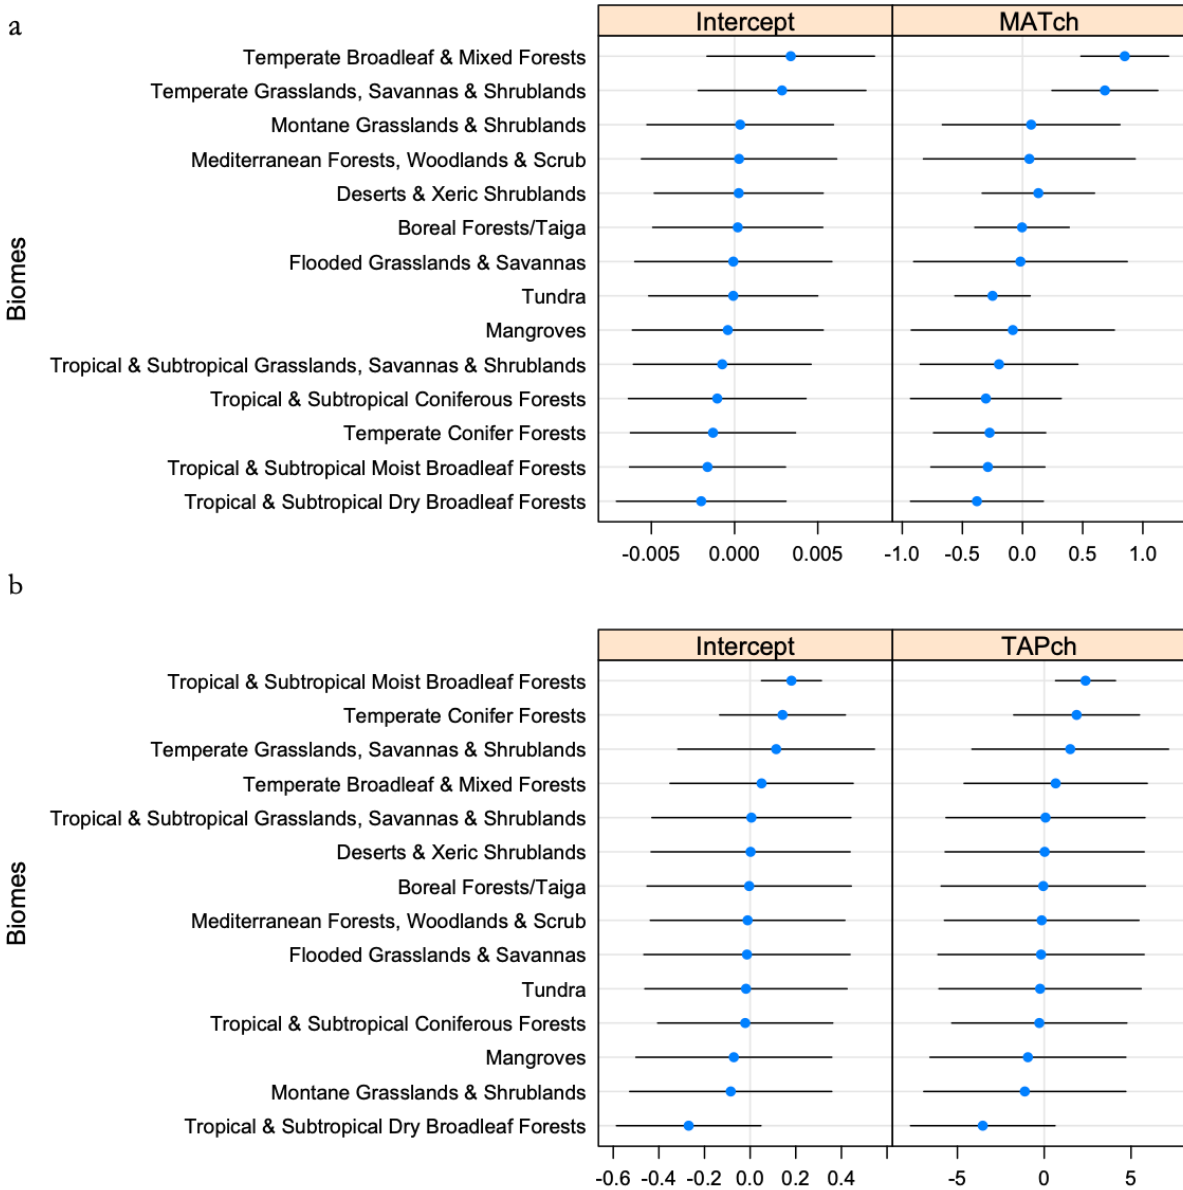 a
Intercept MATch
Temperate Broadleaf & Mixed Forests
Temperate Grasslands, Savannas & Shrublands
Montane Grasslands & Shrublands
Mediterranean Forests, Woodlands & Scrub
Deserts & Xeric Shrublands
Boreal Forests/Taiga
Flooded Grasslands & Savannas
Tundra
Mangroves
Tropical & Subtropical Grasslands, Savannas & Shrublands
Tropical & Subtropical Coniferous Forests
Temperate Conifer Forests
Tropical & Subtropical Moist Broadleaf Forests
Tropical & Subtropical Dry Broadleaf Forests
Biomes
-0.005 0.000 0.005 -1.0 -0.5 0.0 0.5 1.0
b
Intercept TAPch
Tropical & Subtropical Moist Broadleaf Forests
Temperate Conifer Forests
Temperate Grasslands, Savannas & Shrublands
Temperate Broadleaf & Mixed Forests
Tropical & Subtropical Grasslands, Savannas & Shrublands
Deserts & Xeric Shrublands
Boreal Forests/Taiga
Mediterranean Forests, Woodlands & Scrub
Flooded Grasslands & Savannas
Tundra
Tropical & Subtropical Coniferous Forests
Mangroves
Montane Grasslands & Shrublands
Tropical & Subtropical Dry Broadleaf Forests
Biomes
-0.6 -0.4 -0.2 0.0 0.2 0.4 -5 0 5